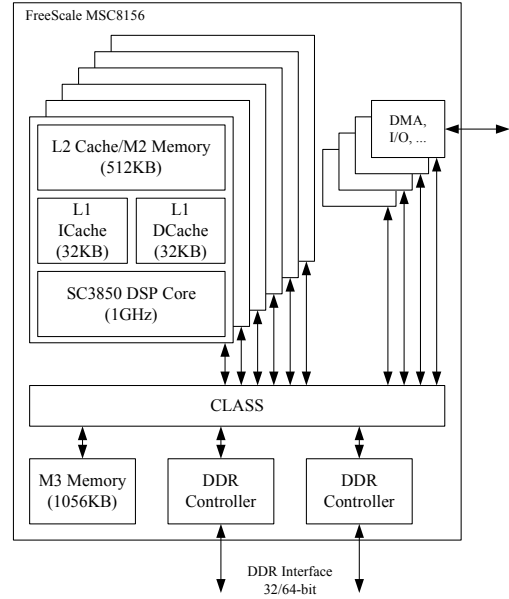 FreeScale MSC8156
DMA,
I/O, ...
L2 Cache/M2 Memory
(512KB)
L1
ICache
(32KB)
L1
DCache
(32KB)
SC3850 DSP Core
(1GHz)
CLASS
M3 Memory
(1056KB)
DDR
Controller
DDR
Controller
DDR Interface
32/64-bit